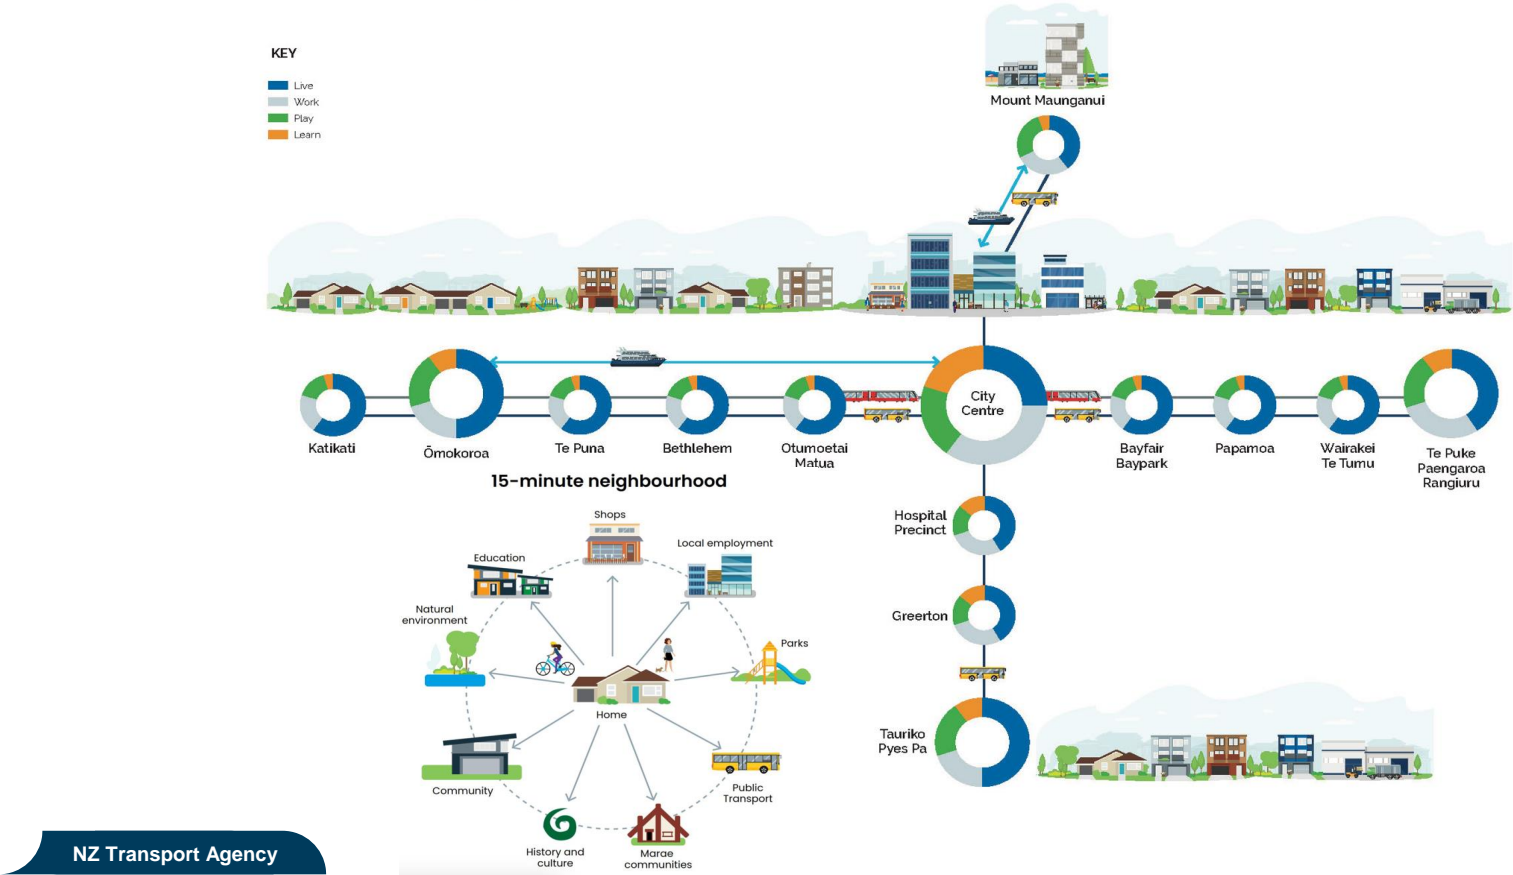 KEY
Live
Work
Play
Learn
Mount Maunganui
City
Centre
Katikati
Ōmokoroa
Te Puna
Bethlehem
Otumoetai
Matua
Bayfair
Baypark
Papamoa
Wairakei
Te Tumu
Te Puke
Paengaroa
Rangiuru
Hospital
Precinct
Greerton
Tauriko
Pyes Pa
15-minute neighbourhood
Shops
Local employment
Education
Natural
environment
Parks
Home
Community
Public
Transport
History and
culture
Marae
communities
NZ Transport Agency